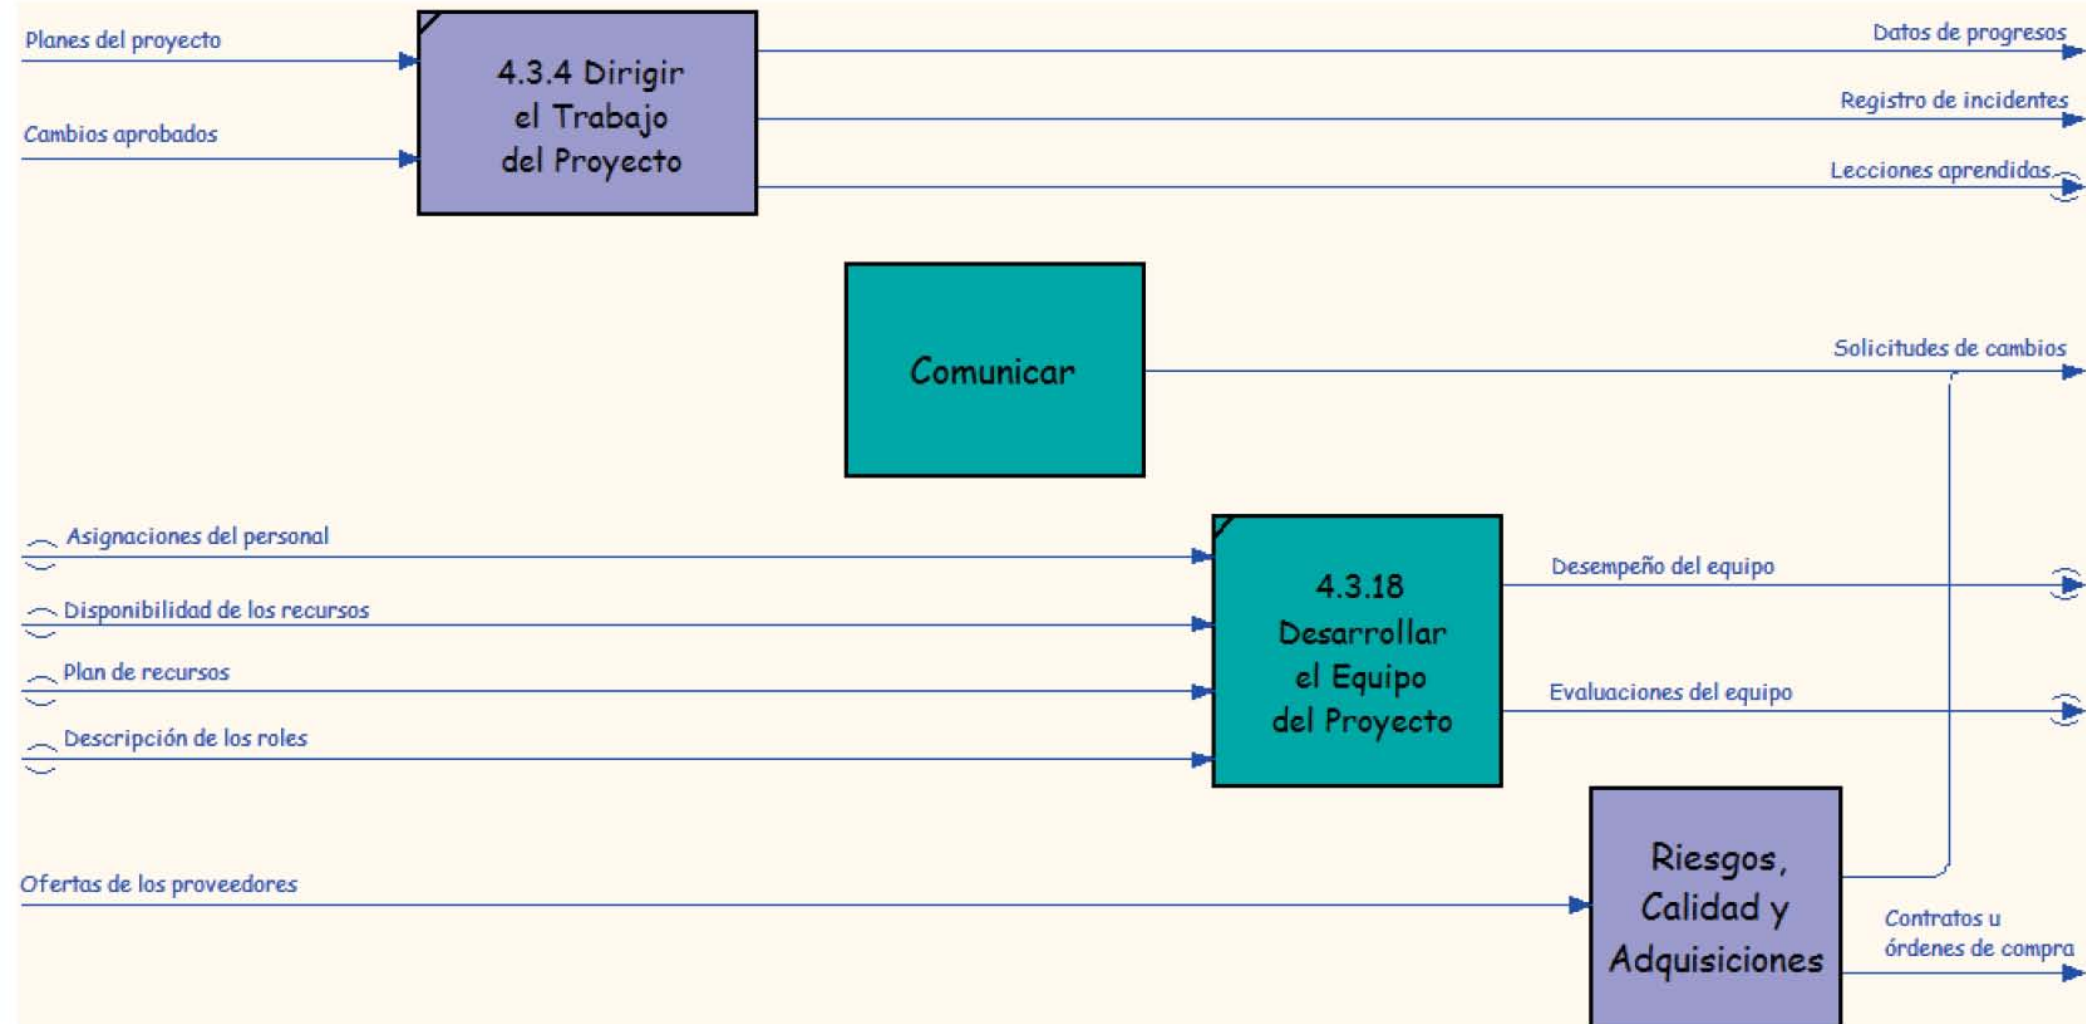 Planes del proyecto
Cambios aprobados
4.3.4 Dirigir
el Trabajo
del Proyecto
Datos de progresos
Registro de incidentes
Lecciones aprendidas
Comunicar
Solicitudes de cambios
Asignaciones del personal
Disponibilidad de los recursos
Plan de recursos
Descripción de los roles
4.3.18
Desarrollar
el Equipo
del Proyecto
Desempeño del equipo
Evaluaciones del equipo
Ofertas de los proveedores
Riesgos,
Calidad y
Adquisiciones
Contratos u
órdenes de compra